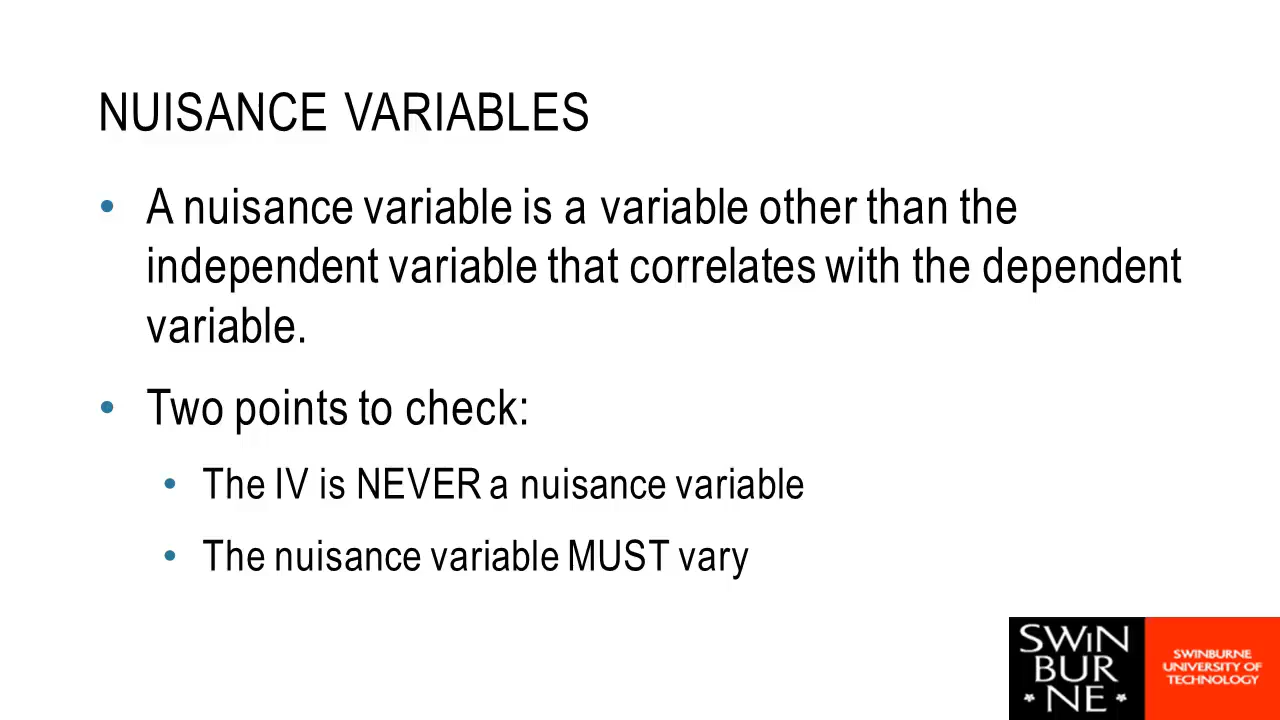 NUISANCE VARIABLES
• A nuisance variable is a variable other than the
independent variable that correlates with the dependent
variable.
• Two points to check:
• The IV is NEVER a nuisance variable
• The nuisance variable MUST vary
SWiN
BUR
* NE *
SWINBURNE
UNIVERSITY OF
TECHNOLOGY